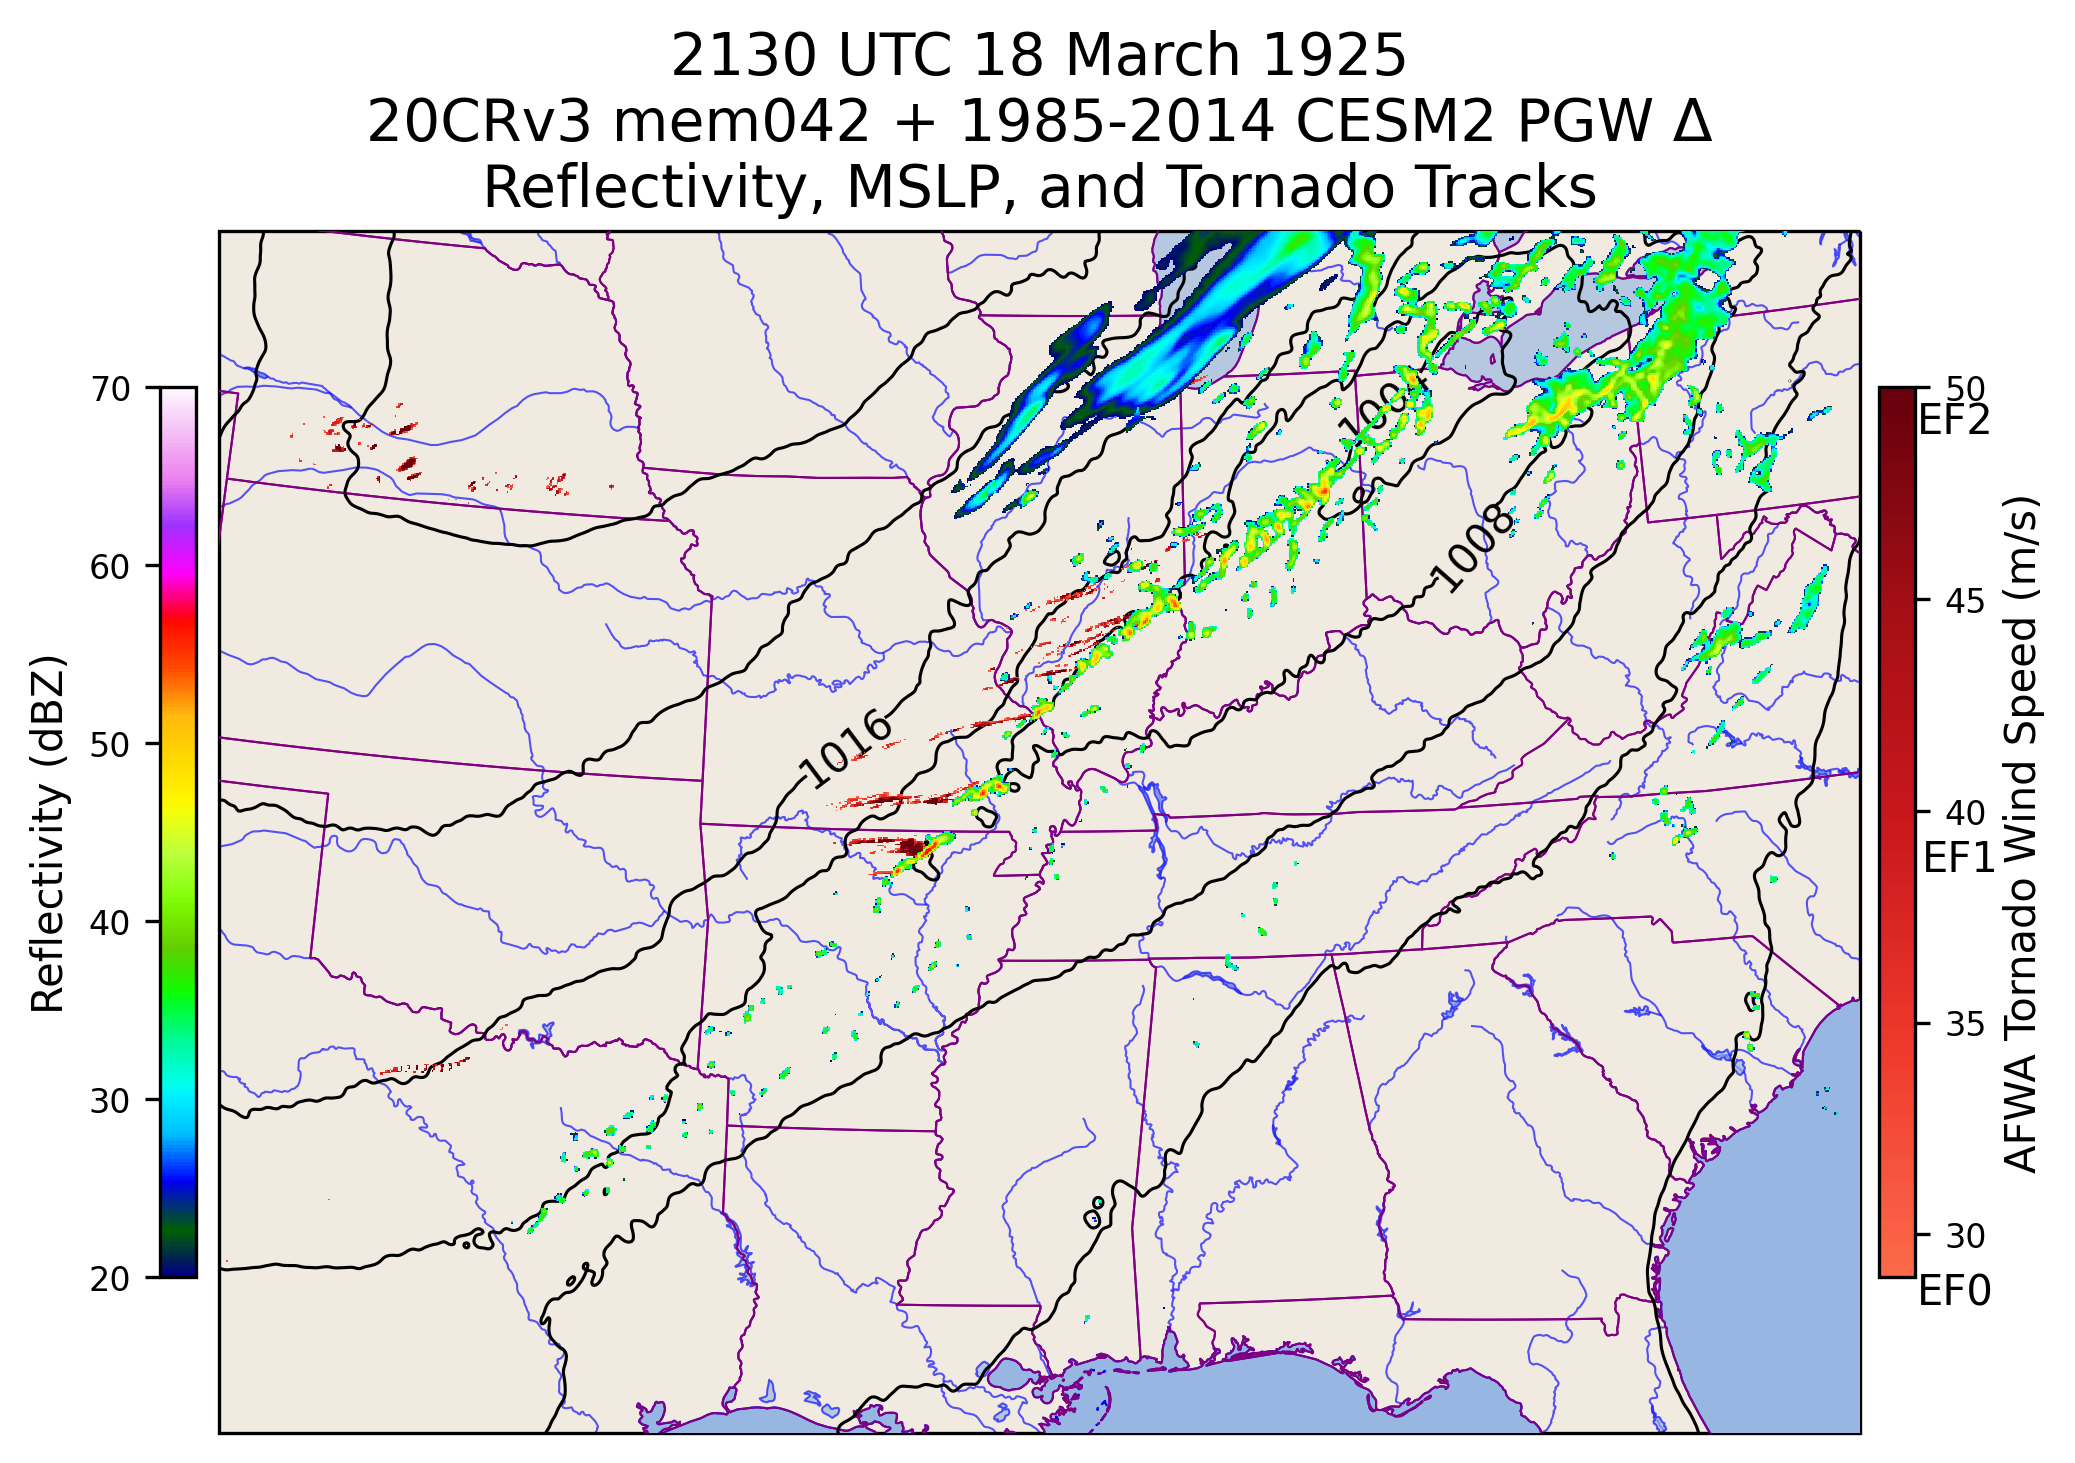 2130 UTC 18 March 1925
20CRv3 mem042 + 1985-2014 CESM2 PGW Δ
Reflectivity, MSLP, and Tornado Tracks
70
60
50
40
30
20
Reflectivity (dBZ)
1004
1008
1016
50
EF2
45
40
EF1
35
30
EF0
AFWA Tornado Wind Speed (m/s)